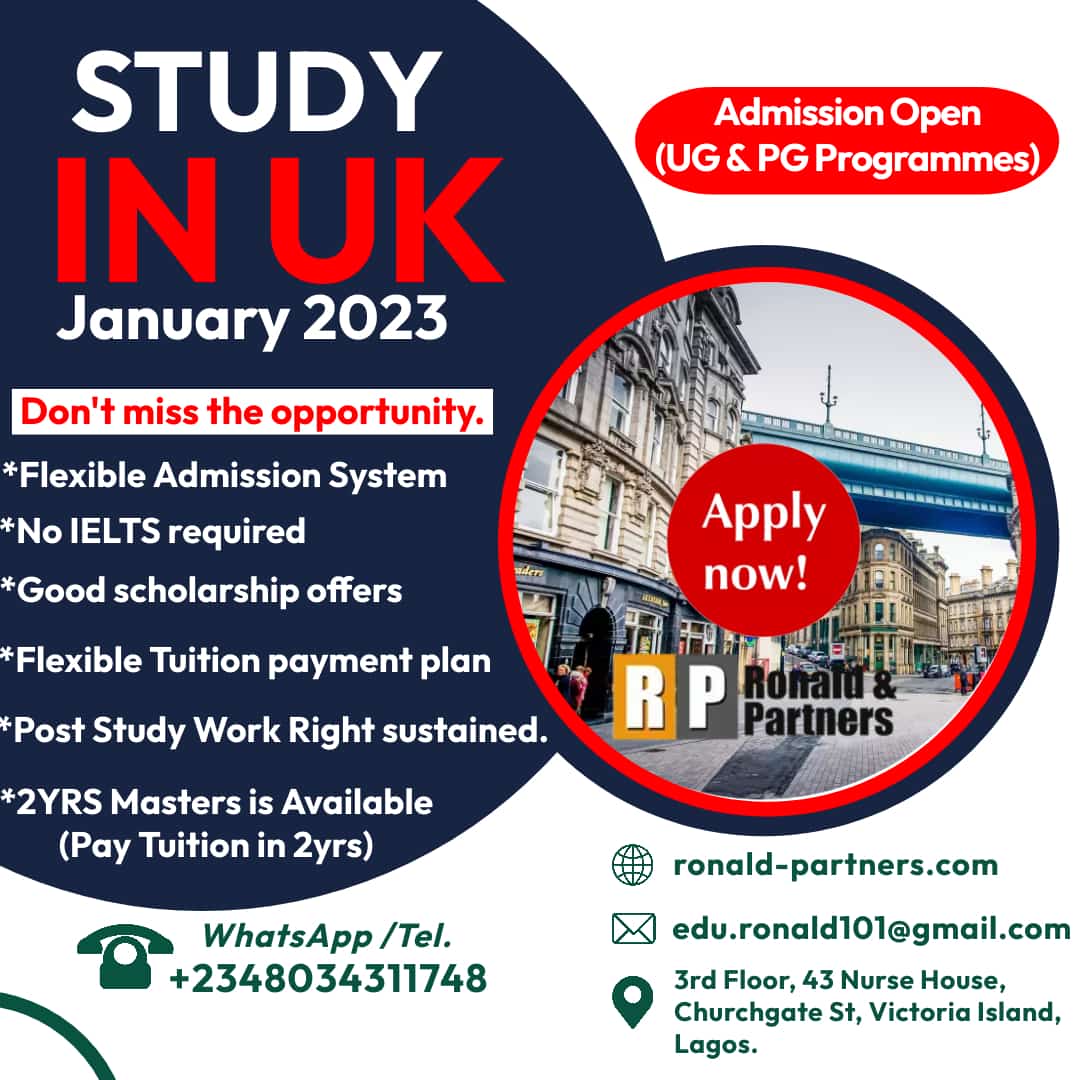 STUDY
IN UK
January 2023
Admission Open
(UG & PG Programmes)
Don't miss the opportunity.
*Flexible Admission System
*No IELTS required
*Good scholarship offers
*Flexible Tuition payment plan
*Post Study Work Right sustained.
*2YRS Masters is Available
(Pay Tuition in 2yrs)
Apply
now!
RP
Ronald &
Partners
WhatsApp /Tel.
+2348034311748
ronald-partners.com
edu.ronald101@gmail.com
3rd Floor, 43 Nurse House,
Churchgate St, Victoria Island,
Lagos.